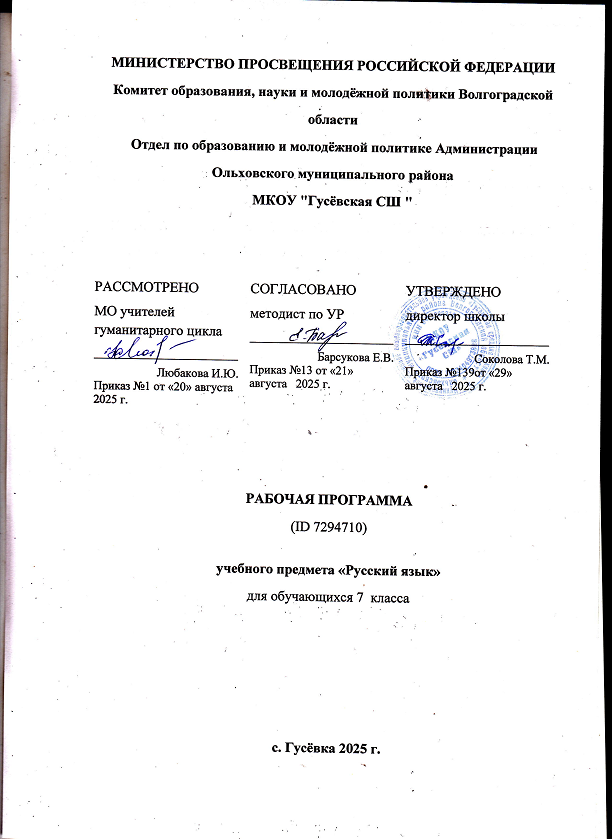 МИНИСТЕРСТВО ПРОСВЕЩЕНИЯ РОССИЙСКОЙ ФЕДЕРАЦИИ
Комитет образования, науки и молодёжной политики Волгоградской
области
Отдел по образованию и молодёжной политике Администрации
Ольховского муниципального района
МКОУ "Гусёвская СШ "
РАССМОТРЕНО
МО учителей
гуманитарного цикла
Любакова И.Ю.
Приказ №1 от «20» августа
2025 г.
СОГЛАСОВАНО
методист по УР
Барсукова Е.В.
Приказ №13 от «21»
августа 2025 г.
УТВЕРЖДЕНО
директор школы
Соколова Т.М.
Приказ №139от «29»
августа 2025 г.
РАБОЧАЯ ПРОГРАММА
(ID 7294710)
учебного предмета «Русский язык»
для обучающихся 7 класса
с. Гусёвка 2025 г.